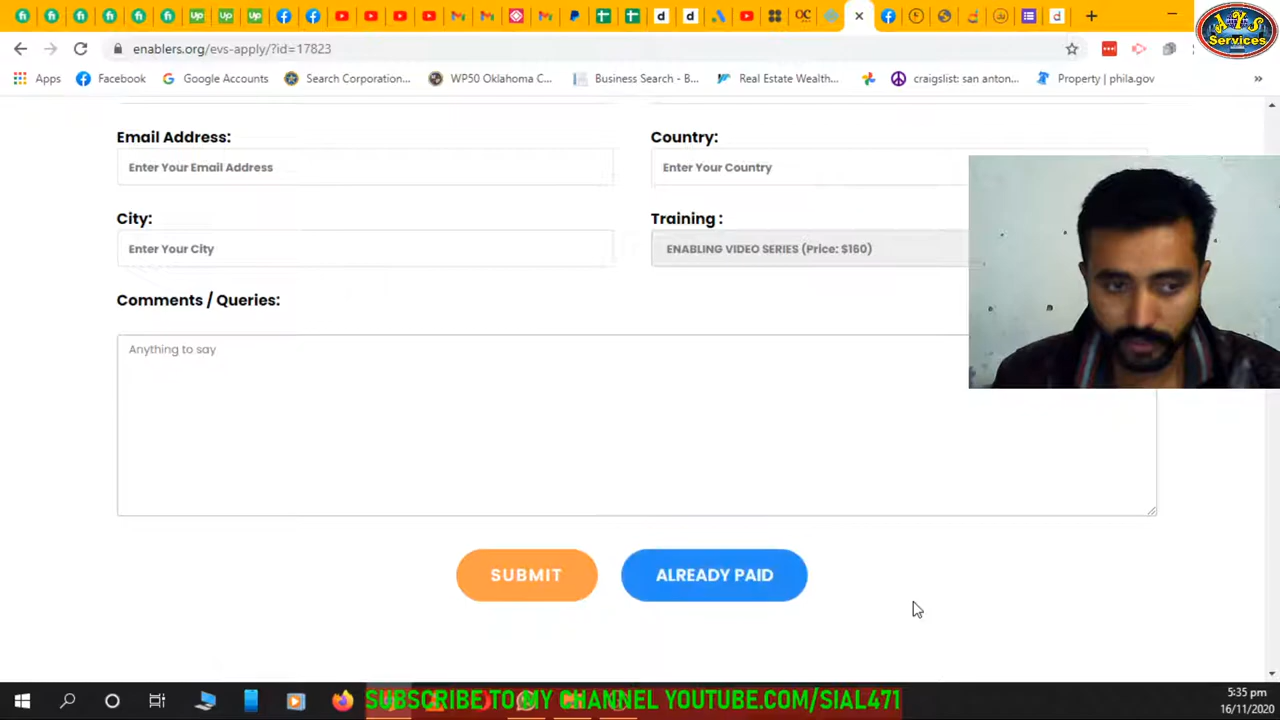 enablers.org/evs-apply/?id=17823
AYS
Services
Apps
Facebook
Google Accounts
Search Corporation...
WP50 Oklahoma C...
Business Search - B...
Real Estate Wealth...
craigslist: san anton...
Property | phila.gov
»
Email Address:
Country:
Enter Your Email Address
Enter Your Country
City:
Training :
Enter Your City
ENABLING VIDEO SERIES (Price: $160)
Comments / Queries:
Anything to say
SUBMIT
ALREADY PAID
SUBSCRIBE TO MY CHANNEL YOUTUBE.COM/SIAL471
5:35 pm
16/11/2020